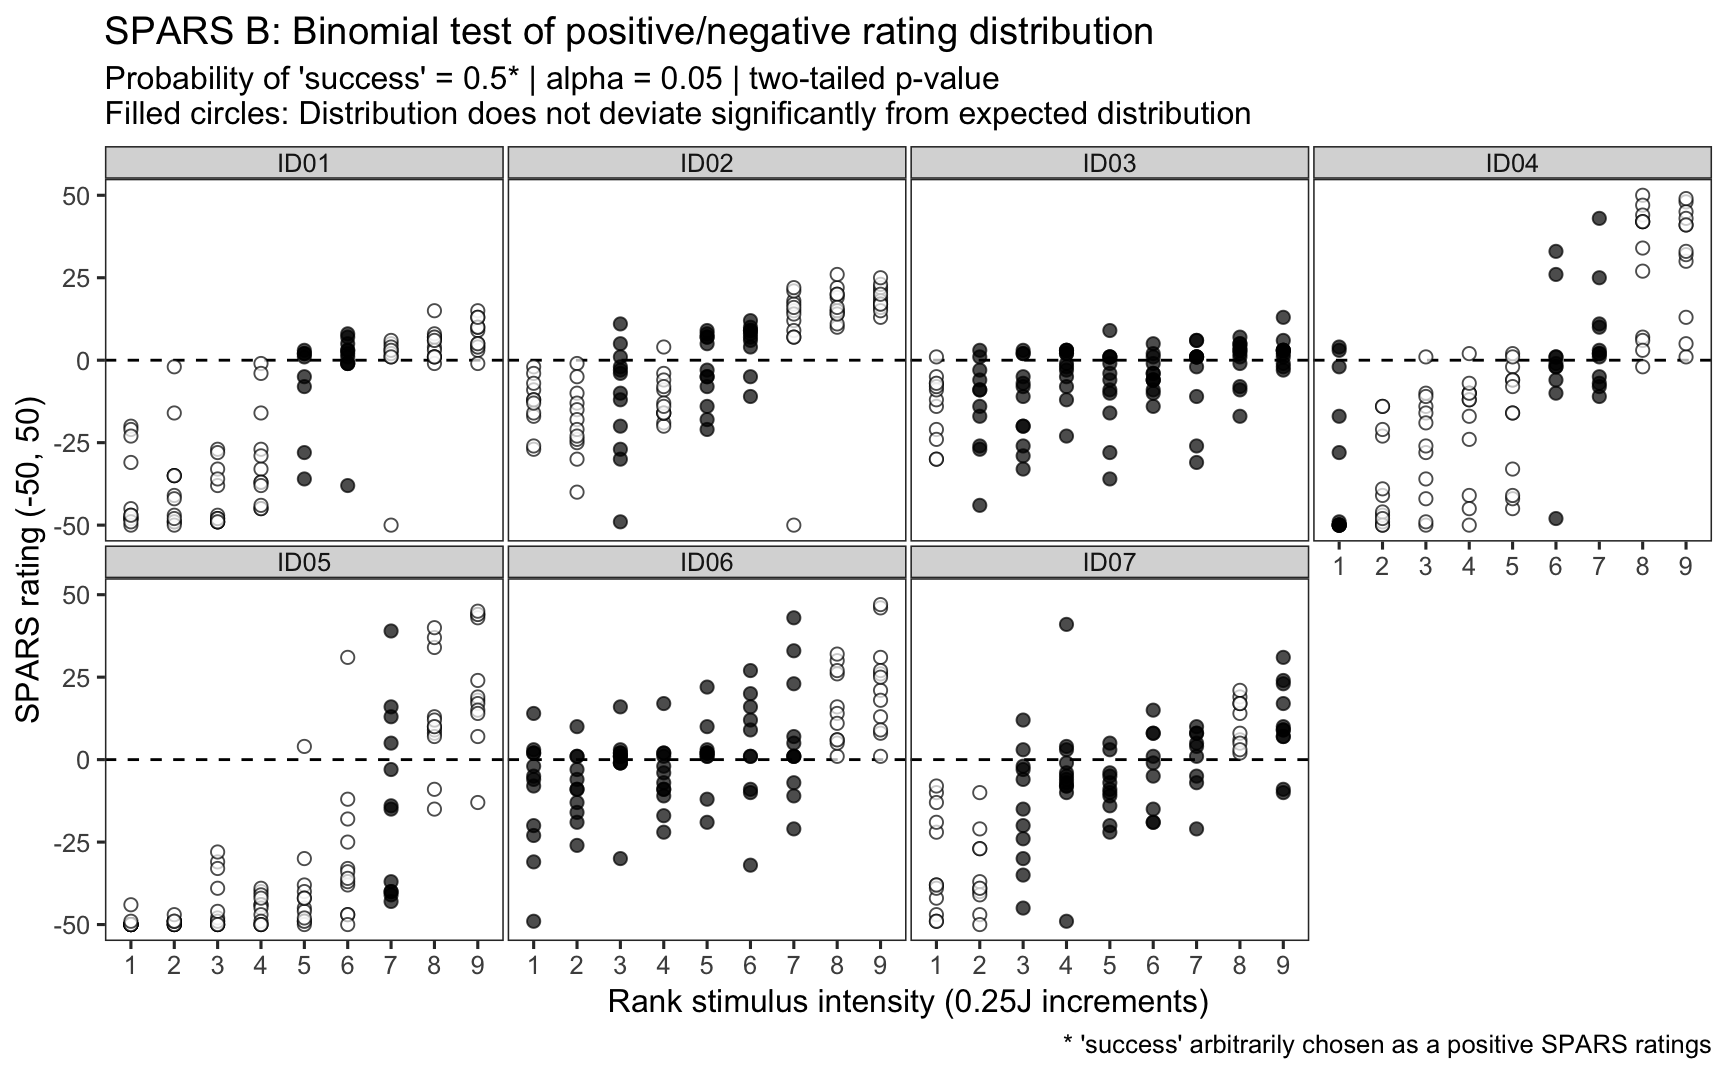 SPARS B: Binomial test of positive/negative rating distribution
Probability of 'success' = 0.5* | alpha = 0.05 | two-tailed p-value
Filled circles: Distribution does not deviate significantly from expected distribution
ID01 ID02 ID03 ID04
50
25
0
-25
-50
1 2 3 4 5 6 7 8 9
ID05 ID06 ID07
50
25
0
-25
-50
1 2 3 4 5 6 7 8 9 1 2 3 4 5 6 7 8 9 1 2 3 4 5 6 7 8 9
SPARS rating (-50, 50)
Rank stimulus intensity (0.25J increments)
* 'success' arbitrarily chosen as a positive SPARS ratings